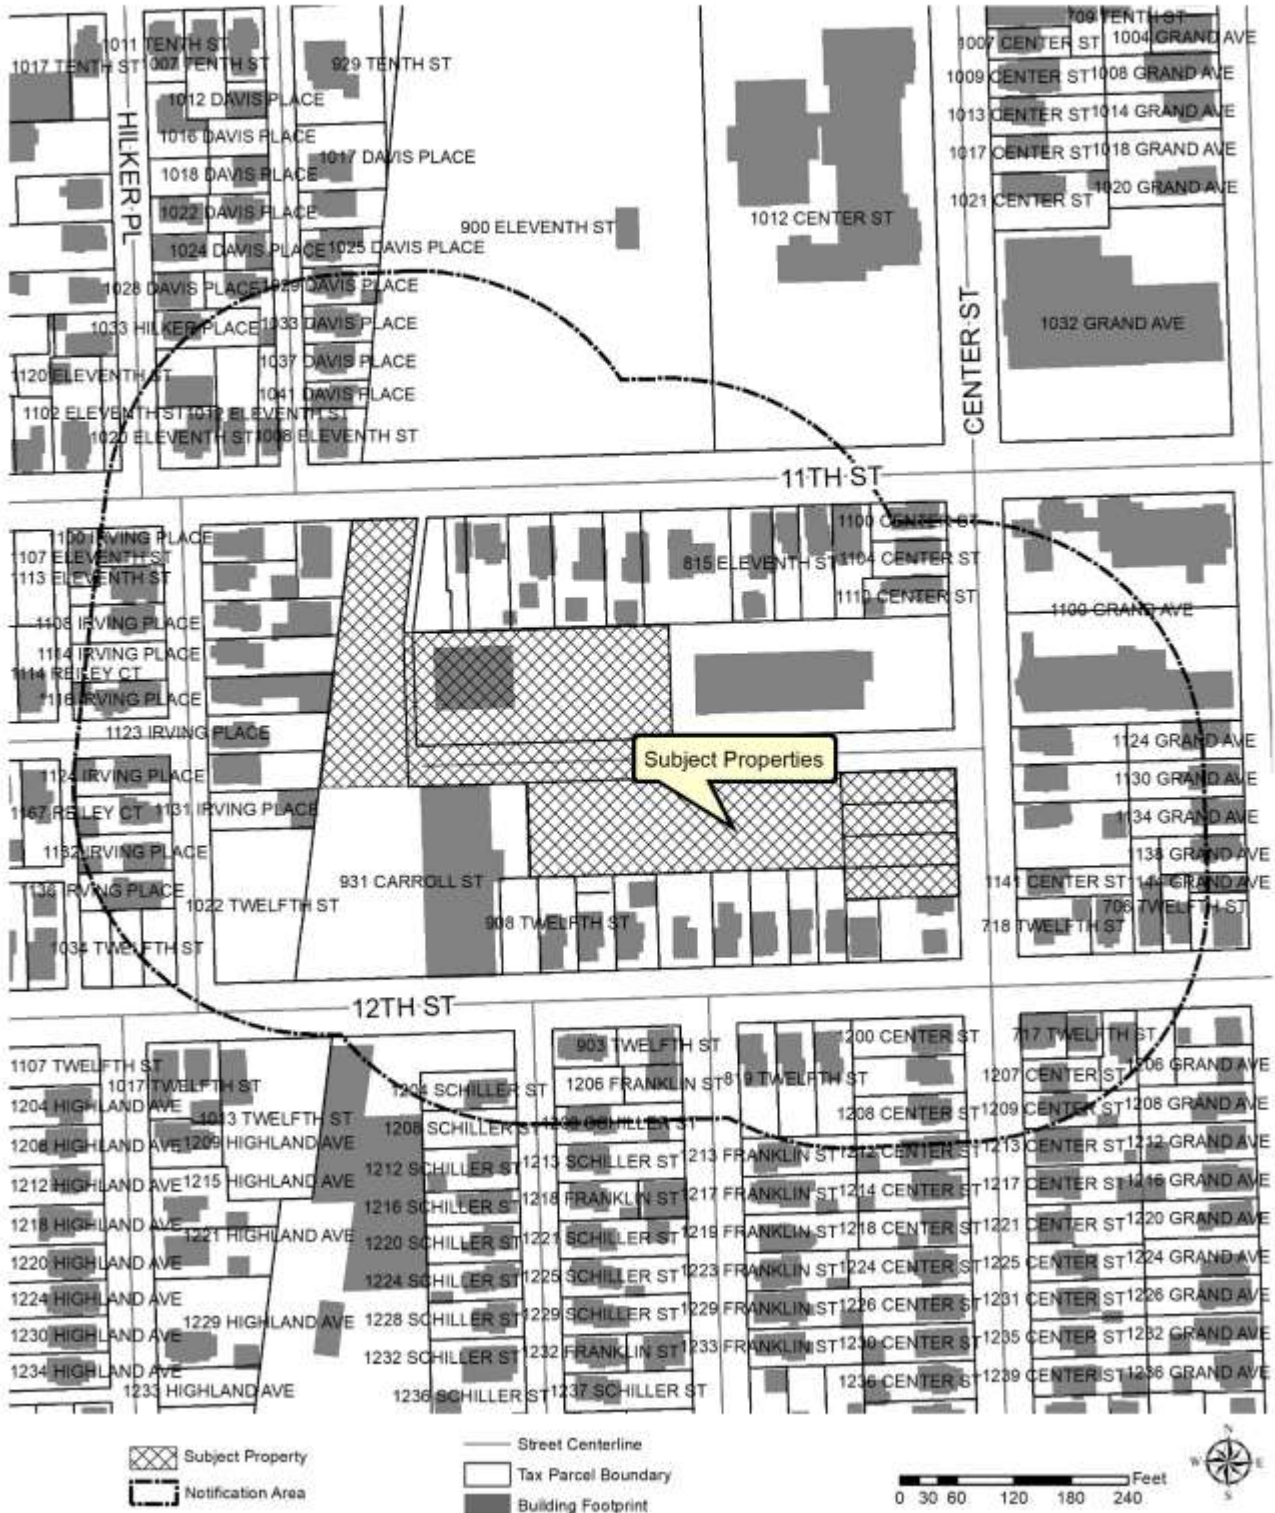 709 TENTH ST
1011 TENTH ST
1007 CENTER ST 1004 GRAND AVE
1017 TENTH ST 1007 TENTH ST
929 TENTH ST
1009 CENTER ST 1008 GRAND AVE
1012 DAVIS PLACE
1013 CENTER ST 1014 GRAND AVE
HILKER PL
1016 DAVIS PLACE
1017 DAVIS PLACE
1017 CENTER ST 1018 GRAND AVE
1018 DAVIS PLACE
1021 CENTER ST 1020 GRAND AVE
1022 DAVIS PLACE
900 ELEVENTH ST
1012 CENTER ST
1024 DAVIS PLACE 1025 DAVIS PLACE
1028 DAVIS PLACE 1029 DAVIS PLACE
1033 HILKER PLACE 1033 DAVIS PLACE
1032 GRAND AVE
CENTER ST
1037 DAVIS PLACE
1120 ELEVENTH ST
1041 DAVIS PLACE
1102 ELEVENTH ST 1012 ELEVENTH ST
1020 ELEVENTH ST 1008 ELEVENTH ST
11TH ST
1100 IRVING PLACE
1100 CENTER ST
1107 ELEVENTH ST
815 ELEVENTH ST 1104 CENTER ST
1113 ELEVENTH ST
1110 CENTER ST
1108 IRVING PLACE
1100 GRAND AVE
1114 IRVING PLACE
1114 REILEY CT
1116 IRVING PLACE
1123 IRVING PLACE
1124 GRAND AVE
Subject Properties
1124 IRVING PLACE
1130 GRAND AVE
1167 REILEY CT 1131 IRVING PLACE
1134 GRAND AVE
1132 IRVING PLACE
1138 GRAND AVE
1136 IRVING PLACE
931 CARROLL ST
1141 CENTER ST 1144 GRAND AVE
1022 TWELFTH ST
706 TWELFTH ST
908 TWELFTH ST
718 TWELFTH ST
1034 TWELFTH ST
12TH ST
903 TWELFTH ST
1200 CENTER ST
717 TWELFTH ST
1107 TWELFTH ST
1206 GRAND AVE
1017 TWELFTH ST
1204 SCHILLER ST
1206 FRANKLIN ST 819 TWELFTH ST
1207 CENTER ST
1204 HIGHLAND AVE
1013 TWELFTH ST
1208 SCHILLER ST
1208 CENTER ST
1209 CENTER ST 1208 GRAND AVE
1208 HIGHLAND AVE 1209 HIGHLAND AVE
1212 SCHILLER ST 1213 SCHILLER ST 1213 FRANKLIN ST 1212 CENTER ST 1213 CENTER ST 1212 GRAND AVE
1212 HIGHLAND AVE 1215 HIGHLAND AVE
1216 SCHILLER ST 1218 FRANKLIN ST 1217 FRANKLIN ST 1214 CENTER ST 1217 CENTER ST 1216 GRAND AVE
1218 HIGHLAND AVE 1221 HIGHLAND AVE
1220 SCHILLER ST 1221 SCHILLER ST 1219 FRANKLIN ST 1218 CENTER ST 1221 CENTER ST 1220 GRAND AVE
1220 HIGHLAND AVE
1224 SCHILLER ST 1225 SCHILLER ST 1223 FRANKLIN ST 1224 CENTER ST 1225 CENTER ST 1224 GRAND AVE
1224 HIGHLAND AVE
1229 HIGHLAND AVE 1228 SCHILLER ST 1229 SCHILLER ST 1229 FRANKLIN ST 1226 CENTER ST 1231 CENTER ST 1226 GRAND AVE
1230 HIGHLAND AVE
1232 SCHILLER ST 1232 FRANKLIN ST 1233 FRANKLIN ST 1230 CENTER ST 1235 CENTER ST 1232 GRAND AVE
1234 HIGHLAND AVE
1233 HIGHLAND AVE 1236 SCHILLER ST 1237 SCHILLER ST
1236 CENTER ST 1239 CENTER ST 1236 GRAND AVE
Subject Property
Notification Area
Street Centerline
Tax Parcel Boundary
Building Footprint
N
W E
S
Feet
0 30 60 120 180 240